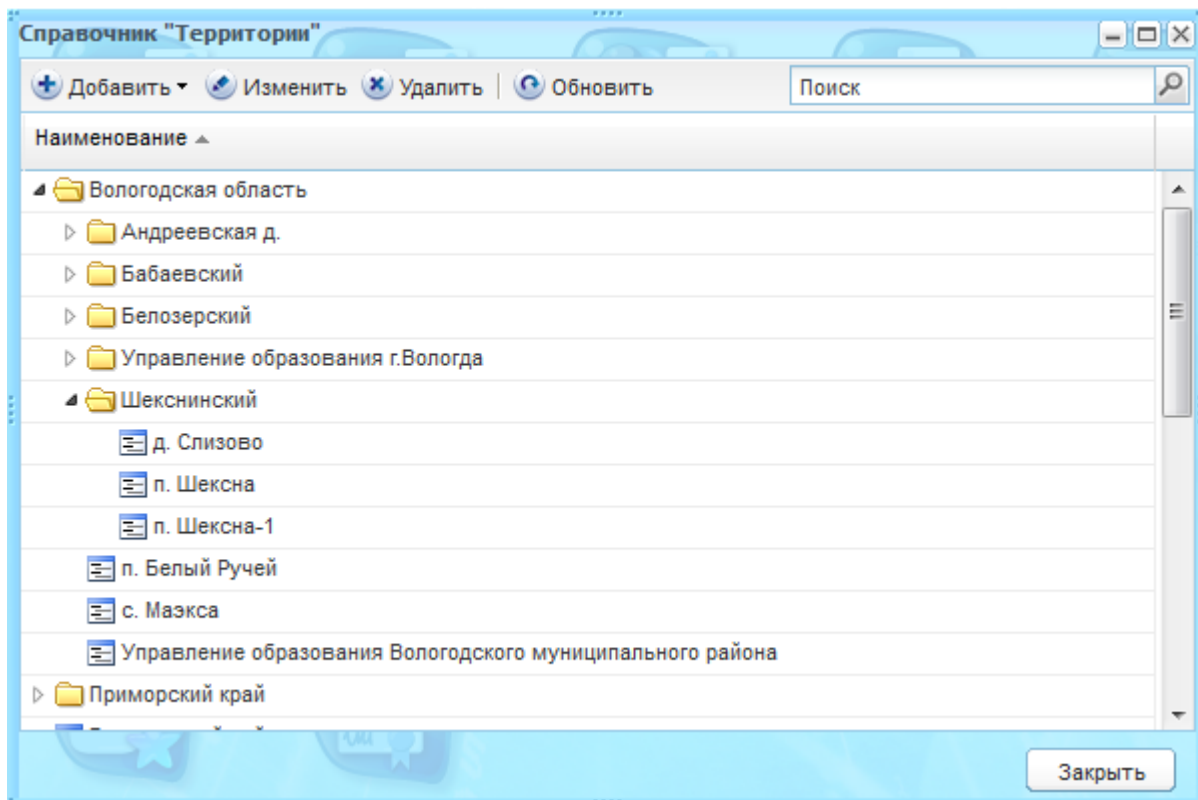 Справочник "Территории"
Добавить Изменить Удалить Обновить Поиск
Наименование
Вологодская область
Андреевская д.
Бабаевский
Белозерский
Управление образования г.Вологда
Шекснинский
д. Слизово
п. Шексна
п. Шексна-1
п. Белый Ручей
с. Маэкса
Управление образования Вологодского муниципального района
Приморский край
Закрыть